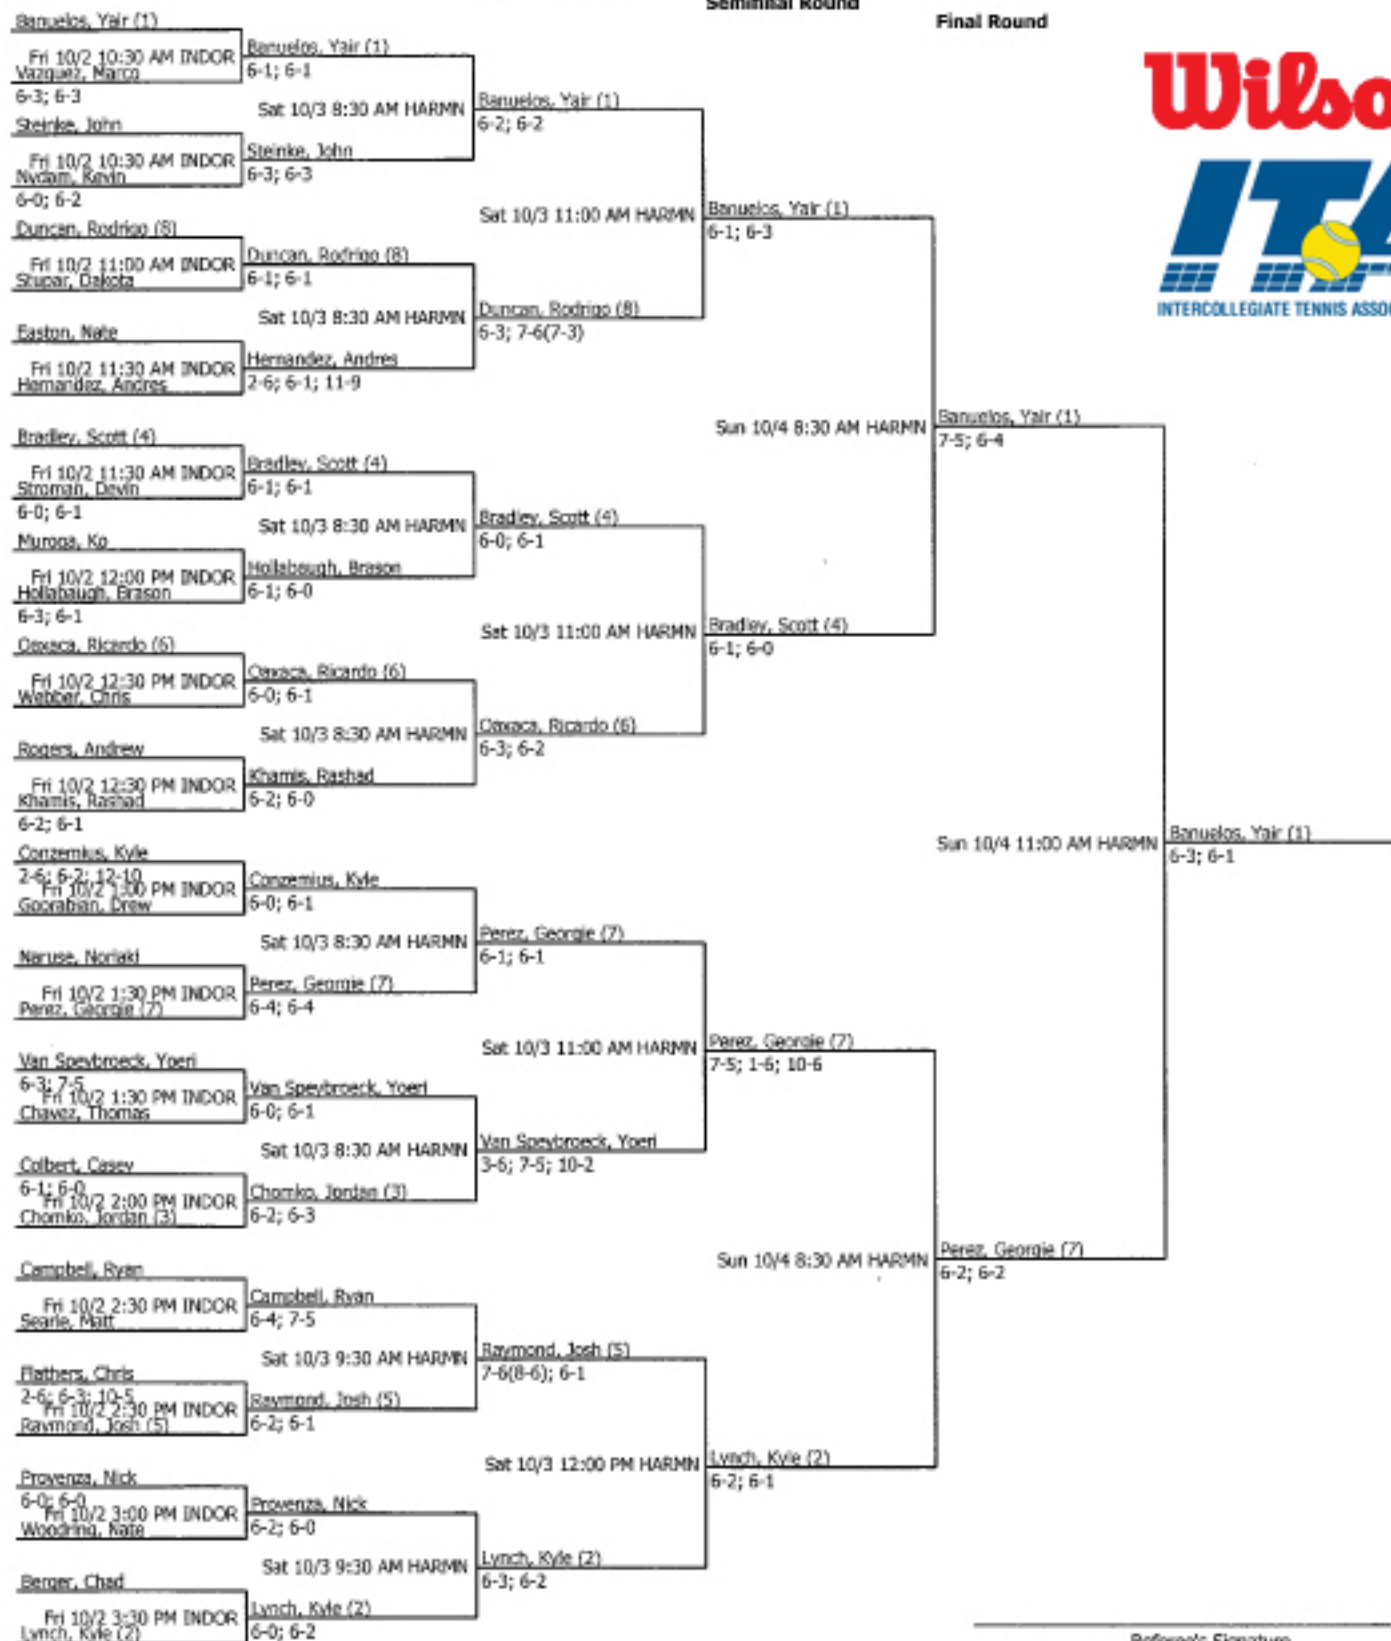 Semifinal Round
Final Round
Banuelos, Yair (1)
Fri 10/2 10:30 AM INDOR
Vazquez, Marco
6-3; 6-3
Steinke, John
Fri 10/2 10:30 AM INDOR
Nydam, Kevin
6-0; 6-2
Duncan, Rodrigo (8)
Fri 10/2 11:00 AM INDOR
Stupar, Dakota
Easton, Nate
Fri 10/2 11:30 AM INDOR
Hernandez, Andres
Bradley, Scott (4)
Fri 10/2 11:30 AM INDOR
Stroman, Devin
6-0; 6-1
Muroga, Ko
Fri 10/2 12:00 PM INDOR
Hollabaugh, Brason
6-3; 6-1
Oaxaca, Ricardo (6)
Fri 10/2 12:30 PM INDOR
Webber, Chris
Rogers, Andrew
Fri 10/2 12:30 PM INDOR
Khamis, Rashad
6-2; 6-1
Conzemius, Kyle
2-6; 6-2; 12-10
Fri 10/2 1:00 PM INDOR
Goorabian, Drew
Naruse, Noriaki
Fri 10/2 1:30 PM INDOR
Perez, Georgie (7)
Van Speybroeck, Yoeri
6-3; 7-5
Fri 10/2 1:30 PM INDOR
Chavez, Thomas
Colbert, Casey
6-1; 6-0
Fri 10/2 2:00 PM INDOR
Chomko, Jordan (3)
Campbell, Ryan
Fri 10/2 2:30 PM INDOR
Searle, Matt
Flathers, Chris
2-6; 6-3; 10-5
Fri 10/2 2:30 PM INDOR
Raymond, Josh (5)
Provenza, Nick
6-0; 6-0
Fri 10/2 3:00 PM INDOR
Woodring, Nate
Berger, Chad
Fri 10/2 3:30 PM INDOR
Lynch, Kyle (2)
Banuelos, Yair (1)
6-1; 6-1
Sat 10/3 8:30 AM HARMN
Steinke, John
6-3; 6-3
Duncan, Rodrigo (8)
6-1; 6-1
Sat 10/3 8:30 AM HARMN
Hernandez, Andres
2-6; 6-1; 11-9
Bradley, Scott (4)
6-1; 6-1
Sat 10/3 8:30 AM HARMN
Hollabaugh, Brason
6-1; 6-0
Oaxaca, Ricardo (6)
6-0; 6-1
Sat 10/3 8:30 AM HARMN
Khamis, Rashad
6-2; 6-0
Conzemius, Kyle
6-0; 6-1
Sat 10/3 8:30 AM HARMN
Perez, Georgie (7)
6-4; 6-4
Van Speybroeck, Yoeri
6-0; 6-1
Sat 10/3 8:30 AM HARMN
Chomko, Jordan (3)
6-2; 6-3
Campbell, Ryan
6-4; 7-5
Sat 10/3 9:30 AM HARMN
Raymond, Josh (5)
6-2; 6-1
Provenza, Nick
6-2; 6-0
Sat 10/3 9:30 AM HARMN
Lynch, Kyle (2)
6-0; 6-2
Banuelos, Yair (1)
6-2; 6-2
Sat 10/3 11:00 AM HARMN
Duncan, Rodrigo (8)
6-3; 7-6(7-3)
Bradley, Scott (4)
6-0; 6-1
Sat 10/3 11:00 AM HARMN
Oaxaca, Ricardo (6)
6-3; 6-2
Perez, Georgie (7)
6-1; 6-1
Sat 10/3 11:00 AM HARMN
Van Speybroeck, Yoeri
3-6; 7-5; 10-2
Raymond, Josh (5)
7-6(8-6); 6-1
Sat 10/3 12:00 PM HARMN
Lynch, Kyle (2)
6-3; 6-2
Banuelos, Yair (1)
6-1; 6-3
Sun 10/4 8:30 AM HARMN
Bradley, Scott (4)
6-1; 6-0
Perez, Georgie (7)
7-5; 1-6; 10-6
Sun 10/4 8:30 AM HARMN
Lynch, Kyle (2)
6-2; 6-1
Banuelos, Yair (1)
7-5; 6-4
Sun 10/4 11:00 AM HARMN
Perez, Georgie (7)
6-2; 6-2
Banuelos, Yair (1)
6-3; 6-1
Wilso
ITA
INTERCOLLEGIATE TENNIS ASSO
Referee's Signature